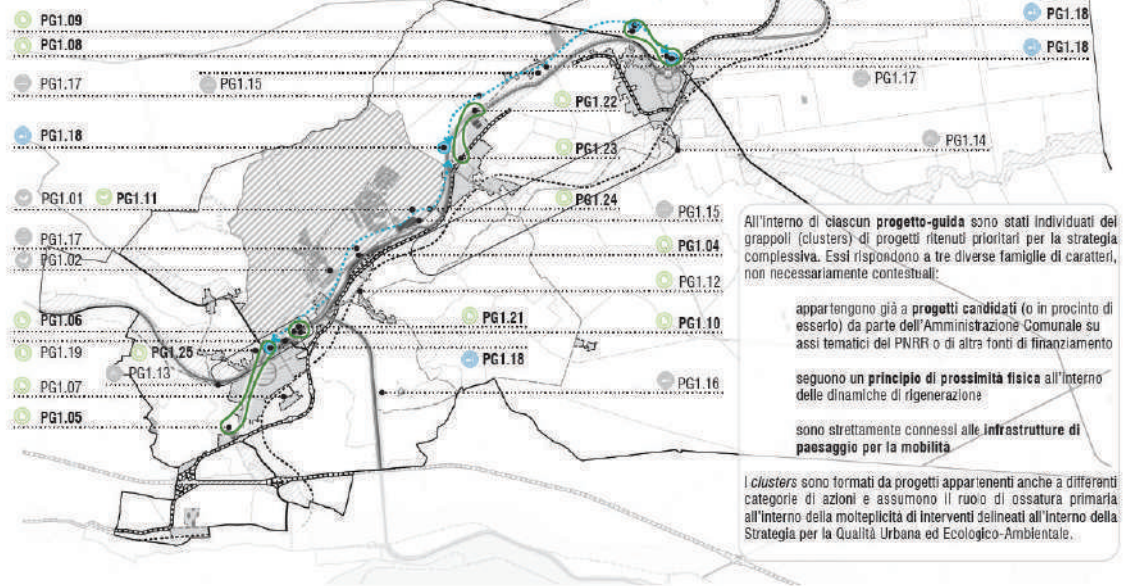 PG1.09
PG1.18
PG1.08
PG1.18
PG1.17
PG1.15
PG1.17
PG1.22
PG1.18
PG1.14
PG1.23
PG1.01
PG1.11
PG1.24
PG1.15
PG1.17
PG1.04
PG1.02
PG1.12
PG1.06
PG1.21
PG1.10
PG1.19
PG1.25
PG1.18
PG1.13
PG1.07
PG1.16
PG1.05
All'interno di ciascun progetto-guida sono stati individuati dei
grappoli (clusters) di progetti ritenuti prioritari per la strategia
complessiva. Essi rispondono a tre diverse famiglie di caratteri,
non necessariamente contestuali:
appartengono già a progetti candidati (o in procinto di
esserlo) da parte dell'Amministrazione Comunale su
assi tematici del PNRR o di altre fonti di finanziamento
seguono un principio di prossimità fisica all'interno
delle dinamiche di rigenerazione
sono strettamente connessi alle infrastrutture di
paesaggio per la mobilità
I clusters sono formati da progetti appartenenti anche a differenti
categorie di azioni e assumono il ruolo di ossatura primaria
all'interno della molteplicità di interventi delineati all'interno della
Strategia per la Qualità Urbana ed Ecologico-Ambientale.